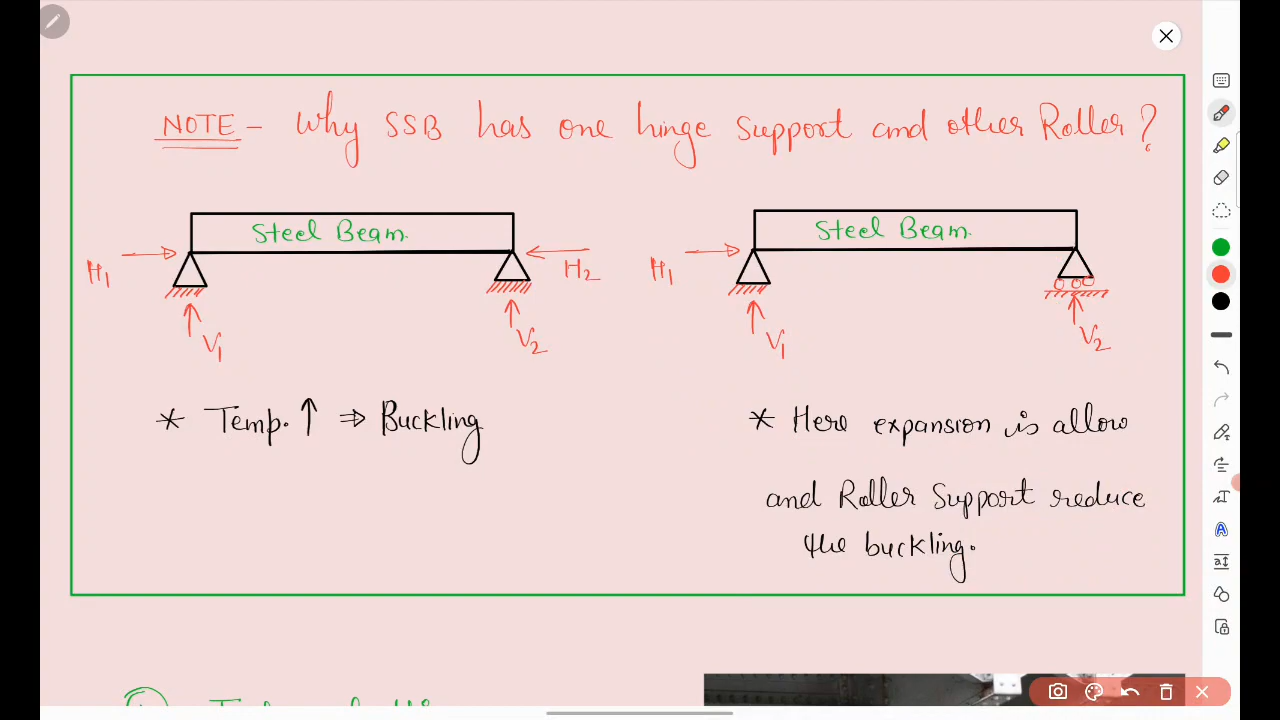 NOTE - Why SSB has one hinge Support and other Roller?
Steel Beam.
H1
H2
V1
V2
* Temp. ↑ ⇒ Buckling
Steel Beam.
H1
V1
V2
* Here expansion is allow
and Roller Support reduce
the buckling.